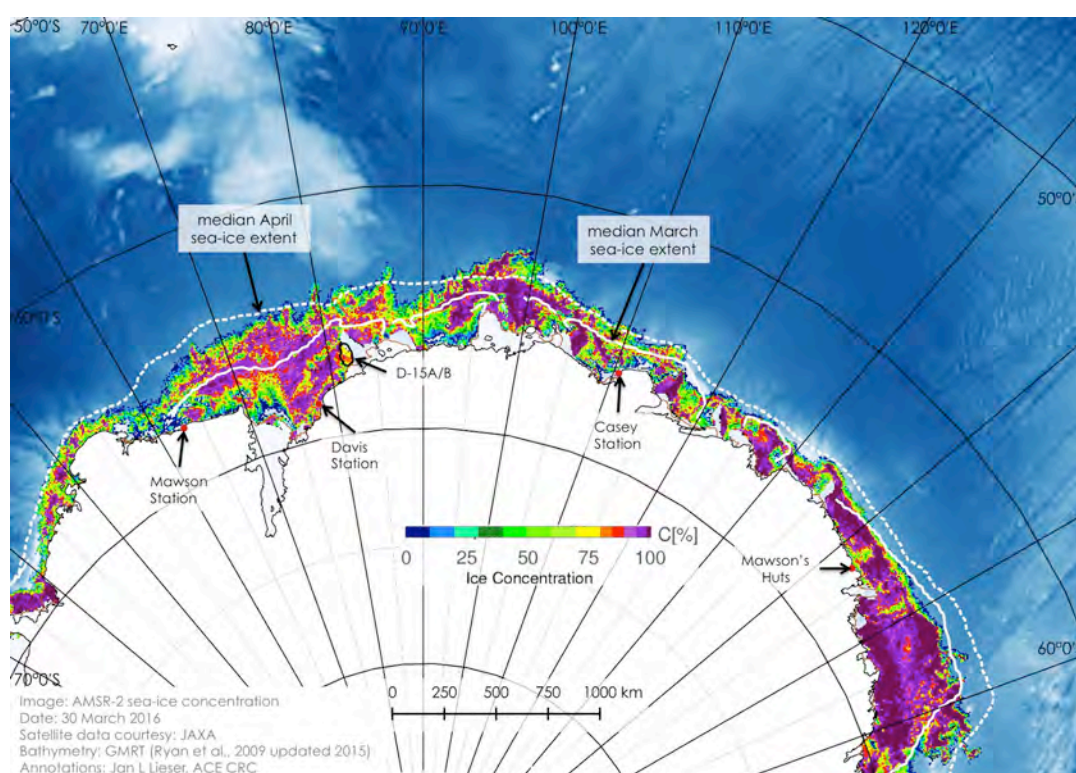 50°0'S
70°0'E
80°0'E
90°0'E
100°0'E
110°0'E
120°0'E
50°0'
median April
sea-ice extent
median March
sea-ice extent
60°0'S
D-15A/B
Casey
Station
Davis
Station
Mawson
Station
C[%]
0 25 50 75 100
Ice Concentration
Mawson's
Huts
60°0'S
70°0'S
0 250 500 750 1000 km
Image: AMSR-2 sea-ice concentration
Date: 30 March 2016
Satellite data courtesy: JAXA
Bathymetry: GMRT (Ryan et al., 2009 updated 2015)
Annotations: Jan L Lieser, ACE CRC